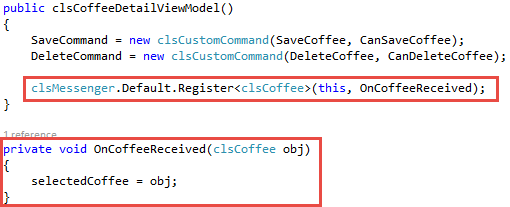 public clsCoffeeDetailViewModel()
{
SaveCommand = new clsCustomCommand(SaveCoffee, CanSaveCoffee);
DeleteCommand = new clsCustomCommand(DeleteCoffee, CanDeleteCoffee);
clsMessenger.Default.Register<clsCoffee>(this, OnCoffeeReceived);
}
1 reference
private void OnCoffeeReceived(clsCoffee obj)
{
selectedCoffee = obj;
}